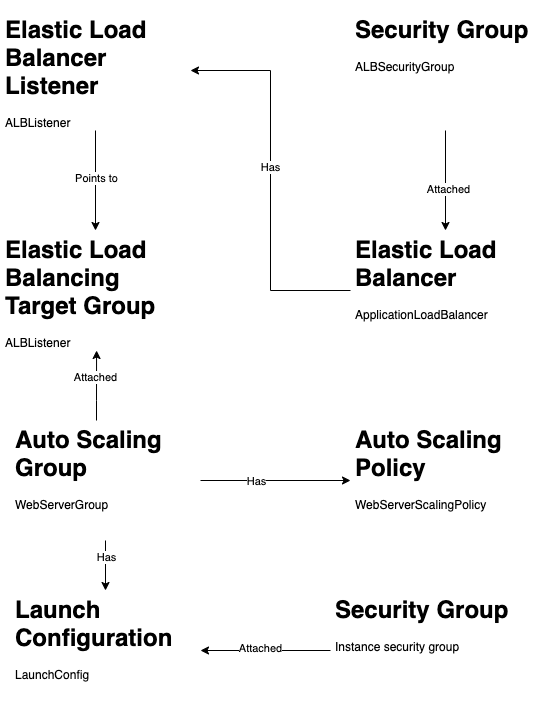 Elastic Load
Balancer
Listener
ALBListener
Security Group
ALBSecurityGroup
Has
Points to
Attached
Elastic Load
Balancing
Target Group
ALBListener
Elastic Load
Balancer
ApplicationLoadBalancer
Attached
Auto Scaling
Group
WebServerGroup
Has
Auto Scaling
Policy
WebServerScalingPolicy
Has
Launch
Configuration
LaunchConfig
Attached
Security Group
Instance security group